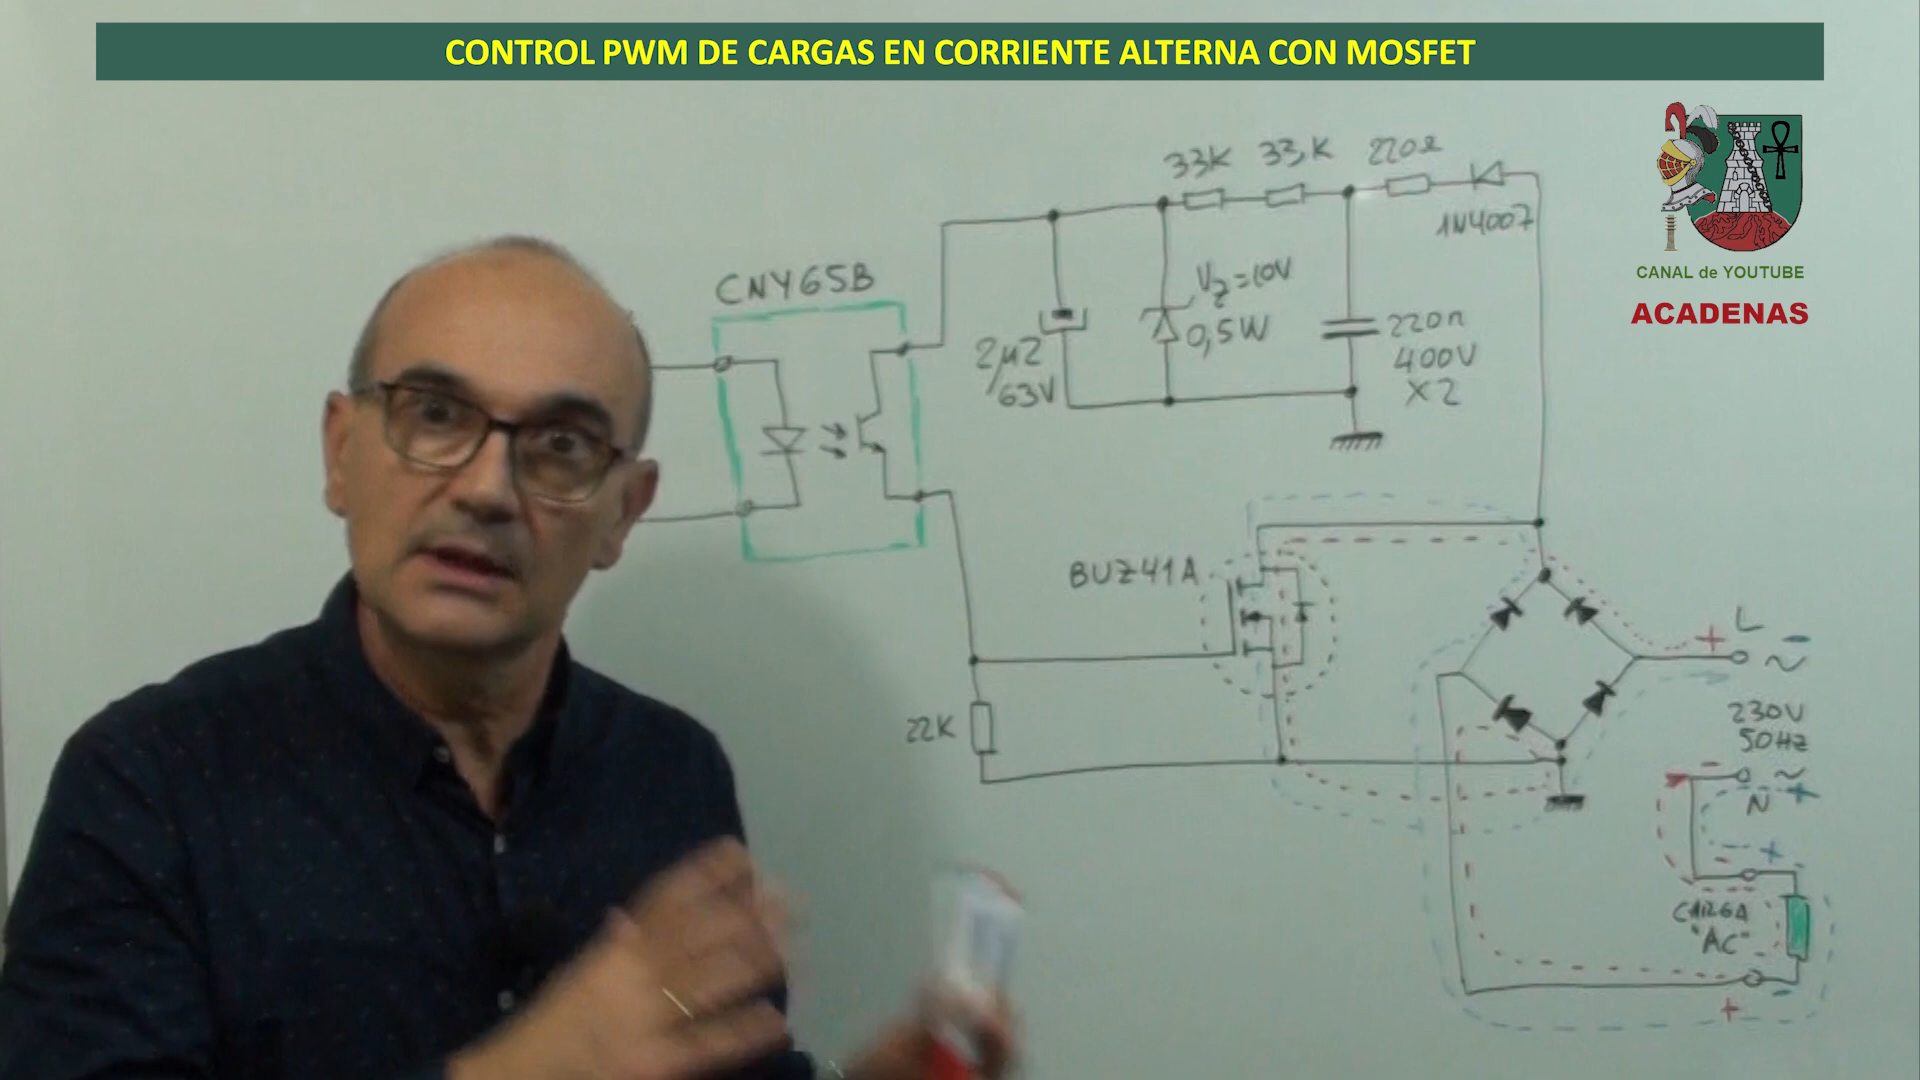 CONTROL PWM DE CARGAS EN CORRIENTE ALTERNA CON MOSFET
CANAL de YOUTUBE
ACADENAS
33K 33K 220Ω
1N4007
CNY65B
Vz=10V
0,5W
2µ2
63V
220n
400V
X2
BUZ41A
+ L -
~
22K
230V
50Hz
- ~
N +
- +
CARGA
"AC"
+ -